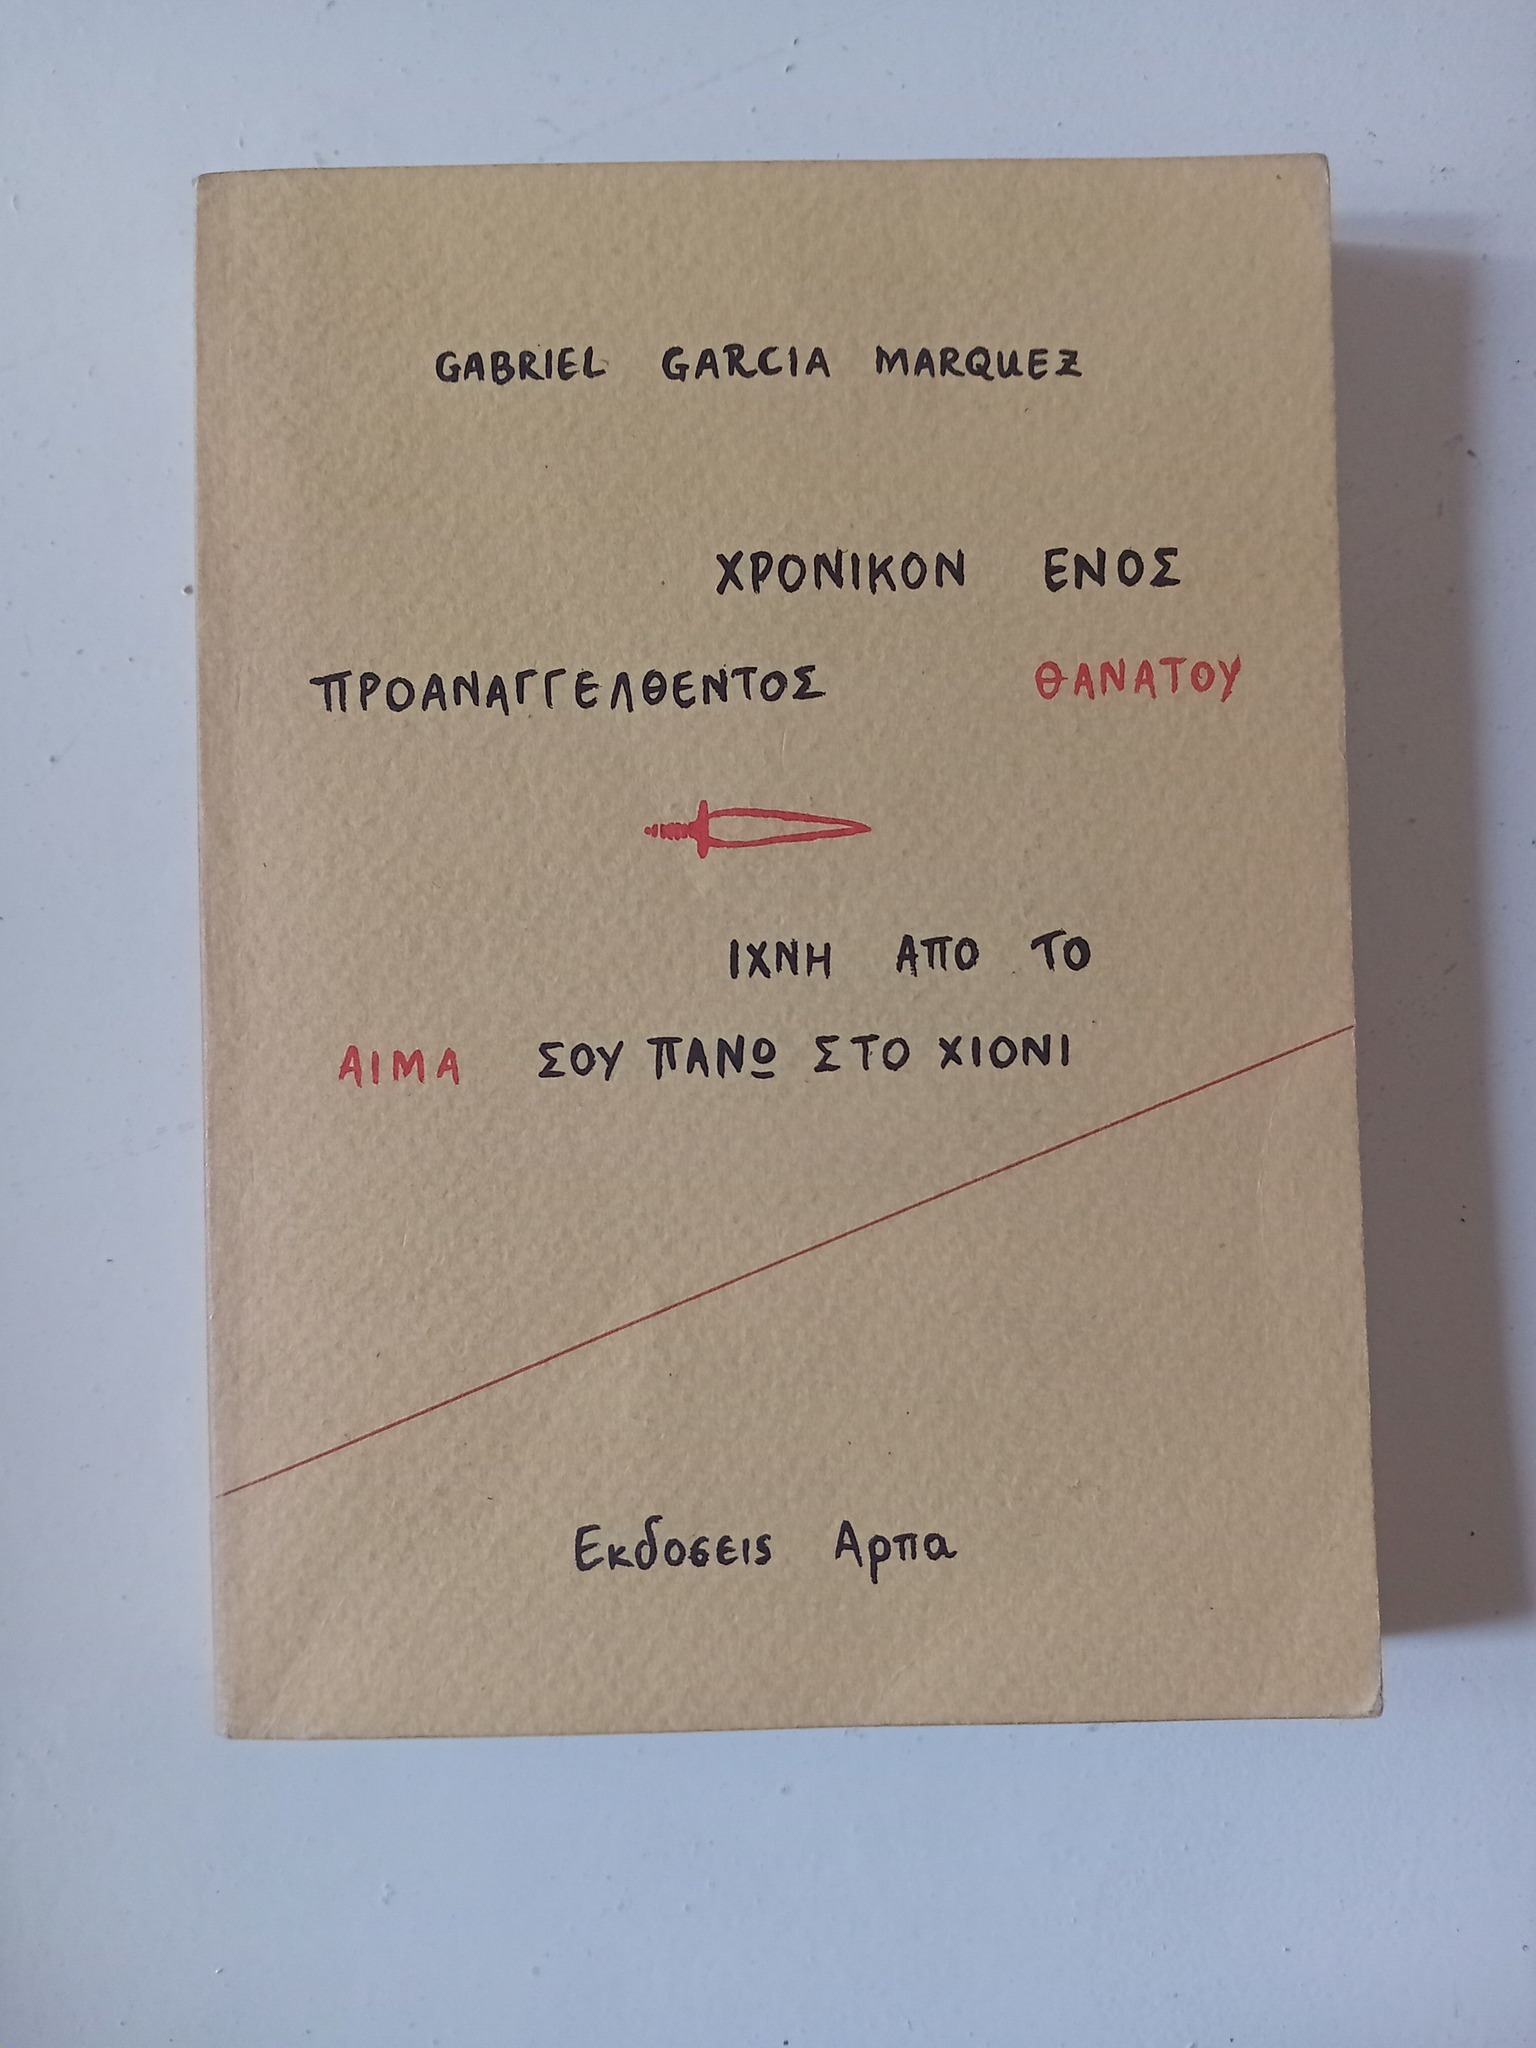 GABRIEL GARCIA MARQUEZ
ΧΡΟΝΙΚΟΝ ΕΝΟΣ
ΠΡΟΑΝΑΓΓΕΛΘΕΝΤΟΣ ΘΑΝΑΤΟΥ
ΙΧΝΗ ΑΠΟ ΤΟ
ΑΙΜΑ ΣΟΥ ΠΑΝΩ ΣΤΟ ΧΙΟΝΙ
Εκδοσεις Αρπα